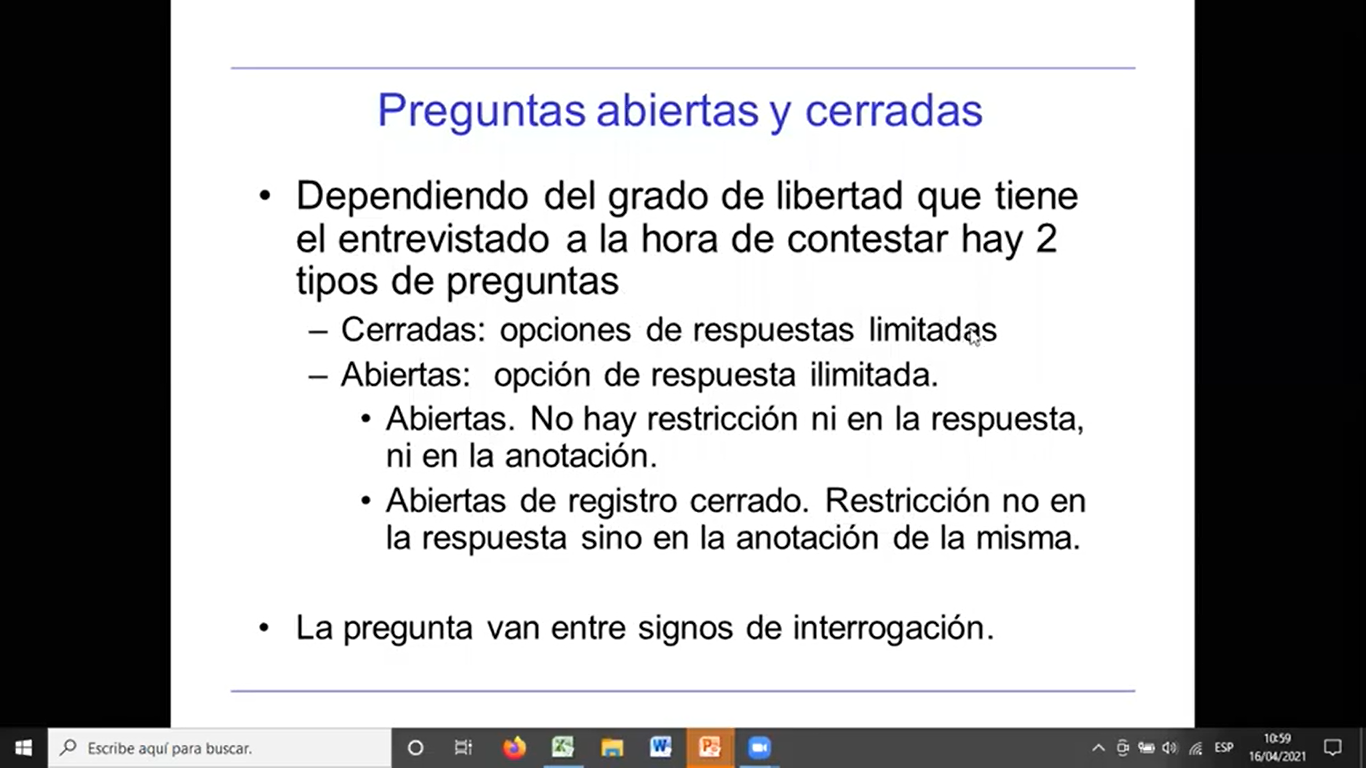 Preguntas abiertas y cerradas
• Dependiendo del grado de libertad que tiene
el entrevistado a la hora de contestar hay 2
tipos de preguntas
– Cerradas: opciones de respuestas limitadas
– Abiertas: opción de respuesta ilimitada.
• Abiertas. No hay restricción ni en la respuesta,
ni en la anotación.
• Abiertas de registro cerrado. Restricción no en
la respuesta sino en la anotación de la misma.
• La pregunta van entre signos de interrogación.
Escribe aquí para buscar.
ESP
10:59
16/04/2021